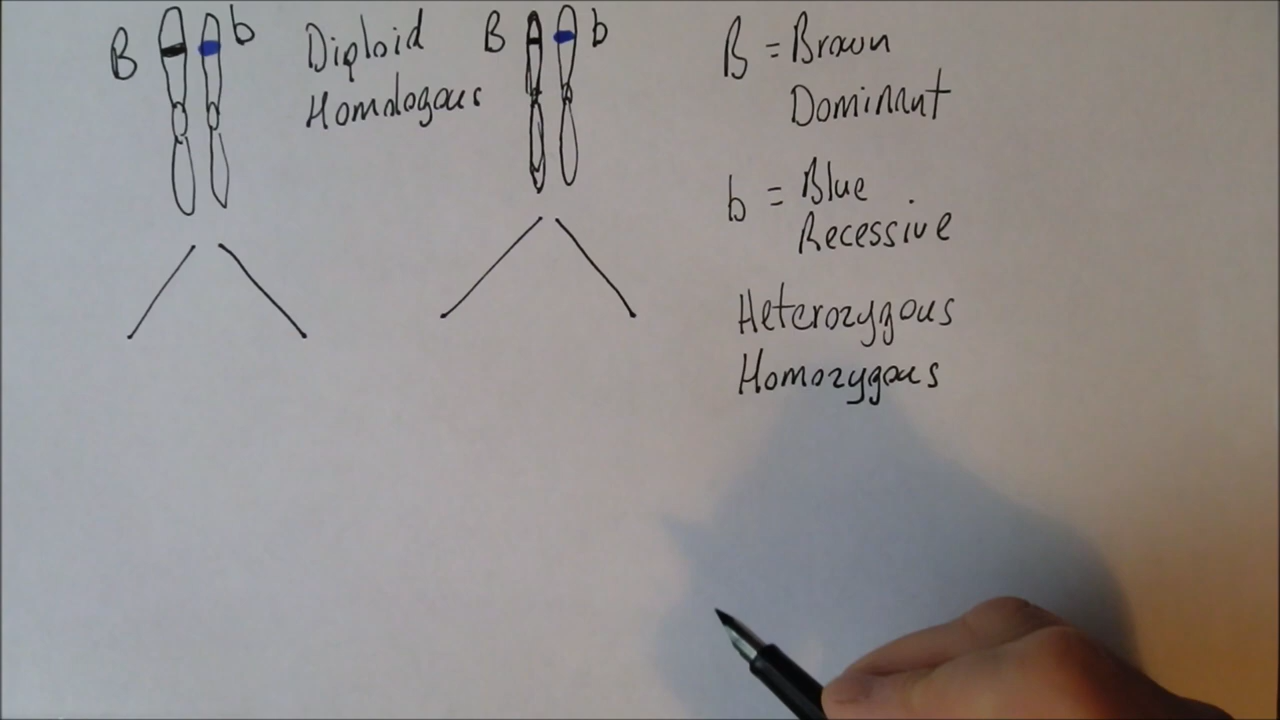 B b Diploid B b
Homologous
B = Brown
Dominant
b = Blue
Recessive
Heterozygous
Homozygous